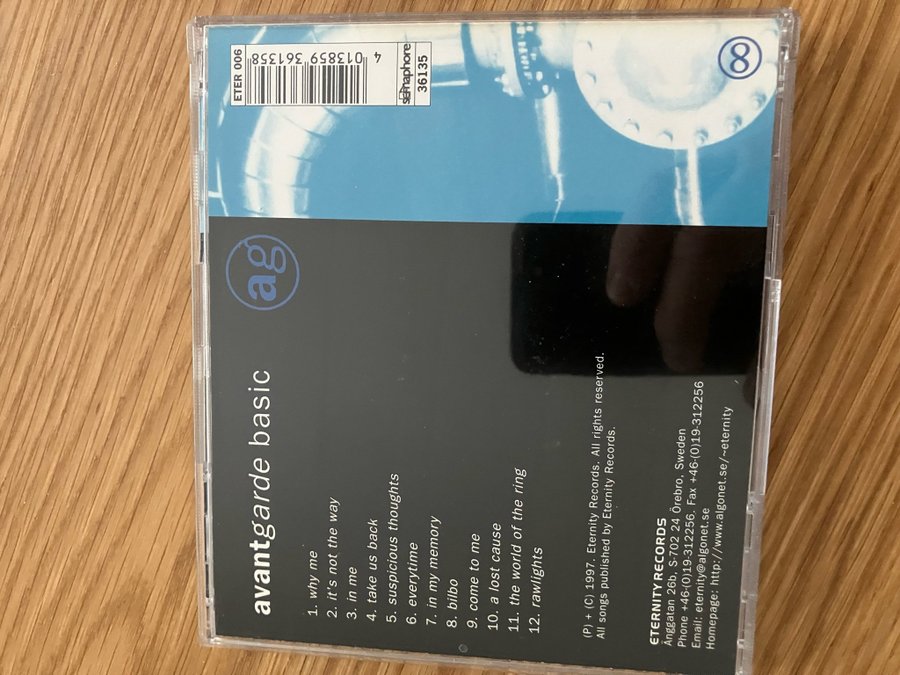 ETER 006
4 013859 361358
semaphore
36135
ag
avantgarde basic
1. why me
2. it's not the way
3. in me
4. take us back
5. suspicious thoughts
6. everytime
7. in my memory
8. bilbo
9. come to me
10. a lost cause
11. the world of the ring
12. rawlights
(P) + (C) 1997. Eternity Records. All rights reserved.
All songs published by Eternity Records.
ETERNITY RECORDS
Änggatan 26b, S-702 24 Örebro, Sweden
Phone +46-(0)19-312256, Fax +46-(0)19-312256
Email: eternity@algonet.se
Homepage: http://www.algonet.se/~eternity